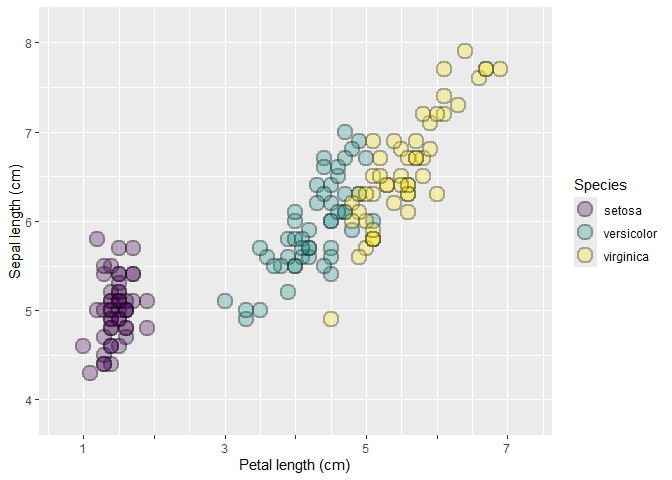 8
7
6
5
4
Sepal length (cm)
1
3
5
7
Petal length (cm)
Species
setosa
versicolor
virginica